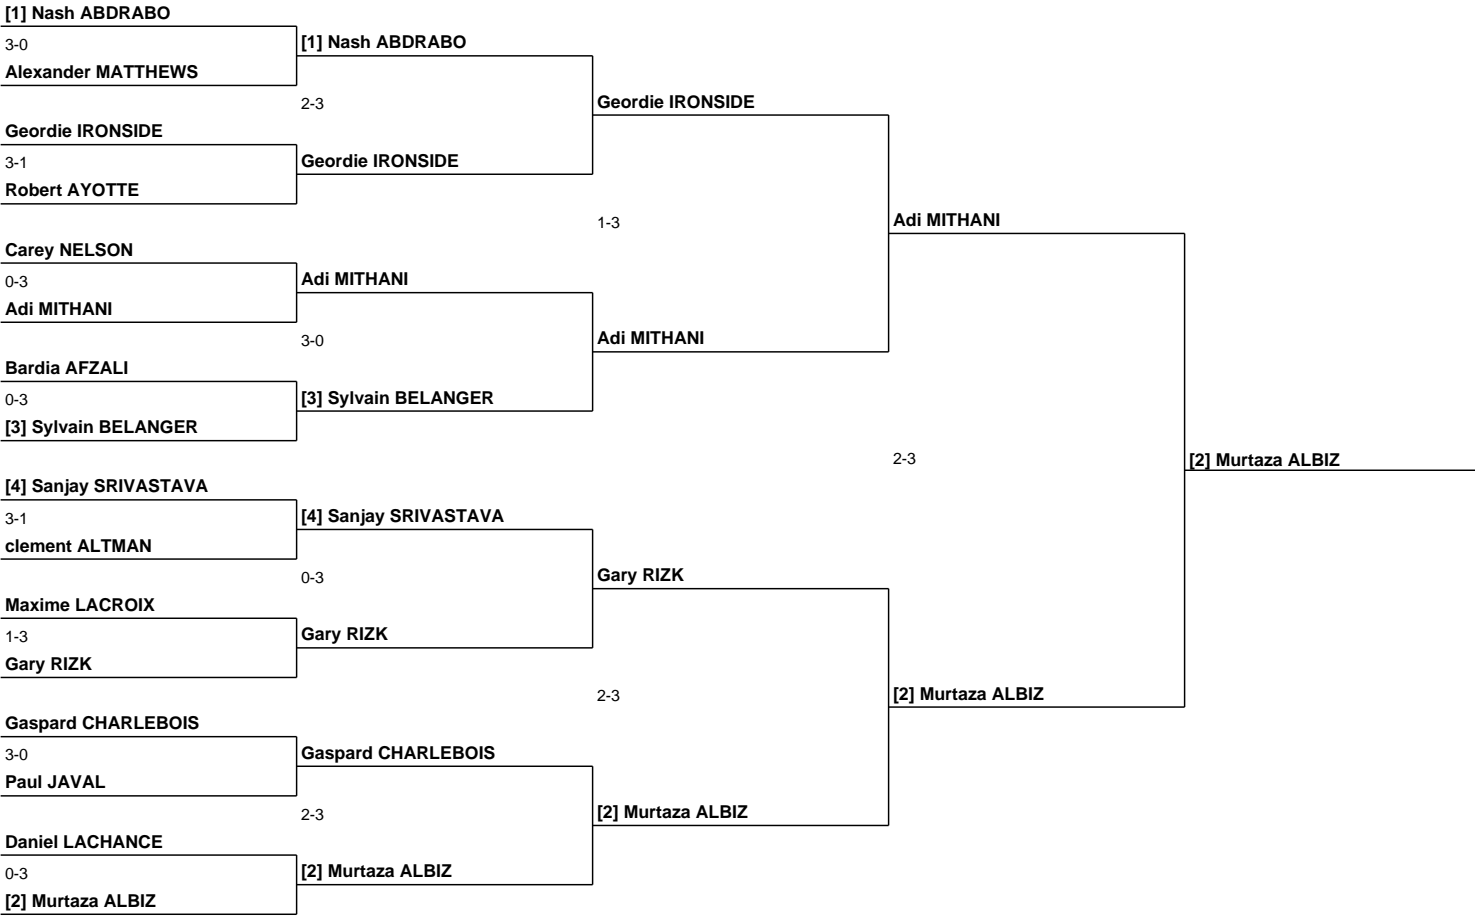 [1] Nash ABDRABO
3-0
[1] Nash ABDRABO
Alexander MATTHEWS
2-3
Geordie IRONSIDE
Geordie IRONSIDE
3-1
Geordie IRONSIDE
Robert AYOTTE
1-3
Adi MITHANI
Carey NELSON
0-3
Adi MITHANI
Adi MITHANI
3-0
Adi MITHANI
Bardia AFZALI
0-3
[3] Sylvain BELANGER
[3] Sylvain BELANGER
2-3
[2] Murtaza ALBIZ
[4] Sanjay SRIVASTAVA
3-1
[4] Sanjay SRIVASTAVA
clement ALTMAN
0-3
Gary RIZK
Maxime LACROIX
1-3
Gary RIZK
Gary RIZK
2-3
[2] Murtaza ALBIZ
Gaspard CHARLEBOIS
3-0
Gaspard CHARLEBOIS
Paul JAVAL
2-3
[2] Murtaza ALBIZ
Daniel LACHANCE
0-3
[2] Murtaza ALBIZ
[2] Murtaza ALBIZ